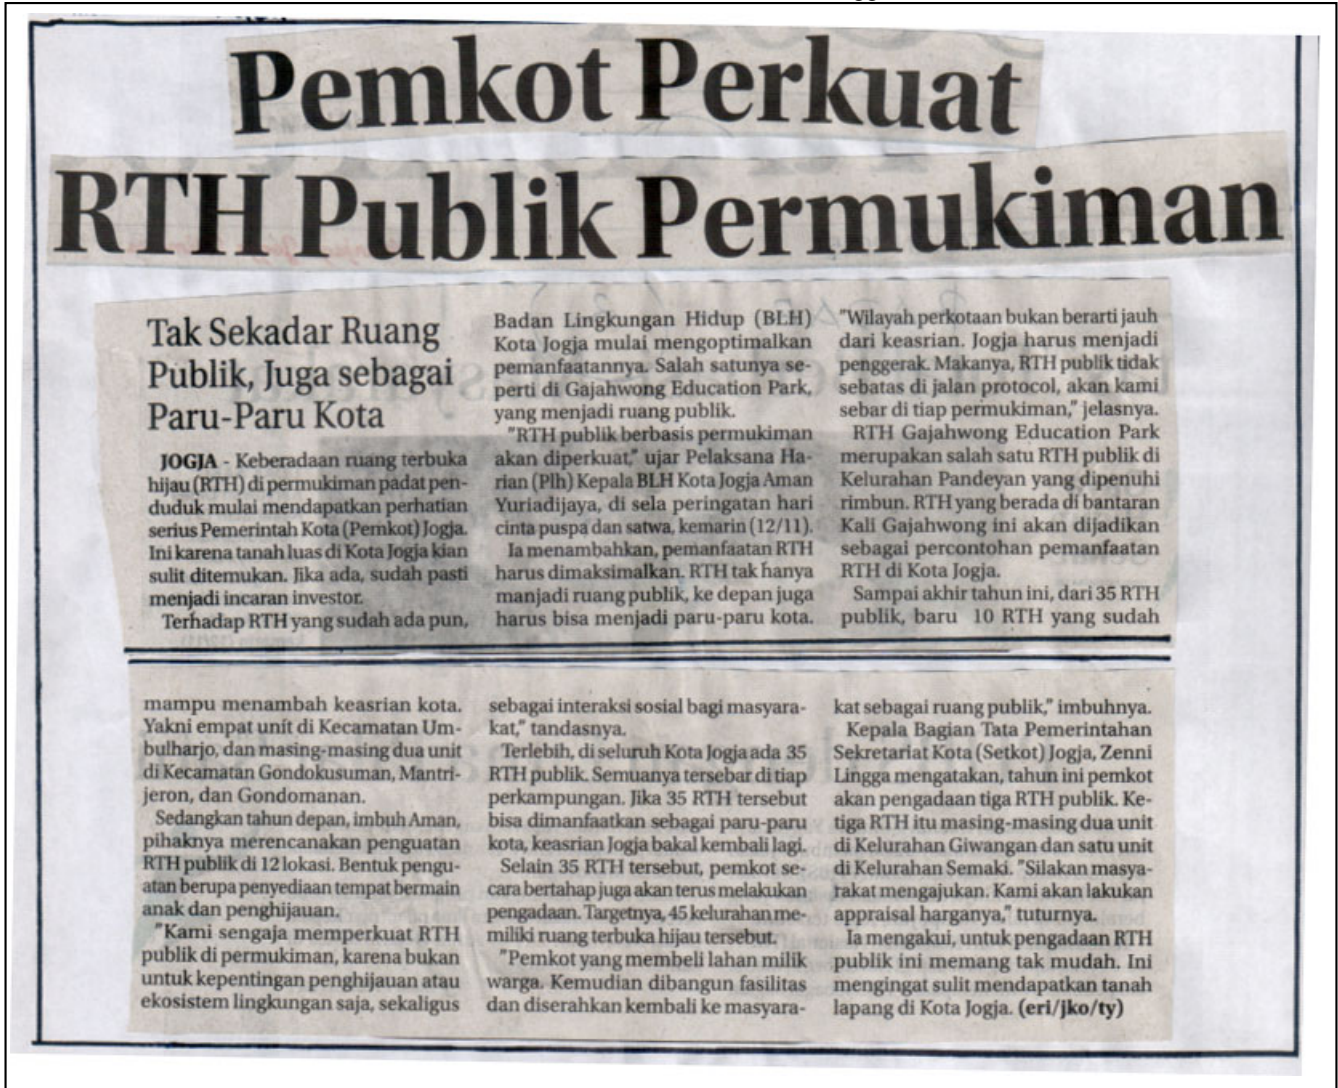 Pemkot Perkuat
RTH Publik Permukiman
Tak Sekadar Ruang
Publik, Juga sebagai
Paru-Paru Kota
JOGJA - Keberadaan ruang terbuka
hijau (RTH) di permukiman padat pen-
duduk mulai mendapatkan perhatian
serius Pemerintah Kota (Pemkot) Jogja.
Ini karena tanah luas di Kota Jogja kian
sulit ditemukan. Jika ada, sudah pasti
menjadi incaran investor.
Terhadap RTH yang sudah ada pun,
Badan Lingkungan Hidup (BLH)
Kota Jogja mulai mengoptimalkan
pemanfaatannya. Salah satunya se-
perti di Gajahwong Education Park,
yang menjadi ruang publik.
"RTH publik berbasis permukiman
akan diperkuat," ujar Pelaksana Ha-
rian (Plh) Kepala BLH Kota Jogja Aman
Yuriadijaya, di sela peringatan hari
cinta puspa dan satwa, kemarin (12/11).
Ia menambahkan, pemanfaatan RTH
harus dimaksimalkan. RTH tak hanya
manjadi ruang publik, ke depan juga
harus bisa menjadi paru-paru kota.
"Wilayah perkotaan bukan berarti jauh
dari keasrian. Jogja harus menjadi
penggerak. Makanya, RTH publik tidak
sebatas di jalan protocol, akan kami
sebar di tiap permukiman," jelasnya.
RTH Gajahwong Education Park
merupakan salah satu RTH publik di
Kelurahan Pandeyan yang dipenuhi
rimbun. RTH yang berada di bantaran
Kali Gajahwong ini akan dijadikan
sebagai percontohan pemanfaatan
RTH di Kota Jogja.
Sampai akhir tahun ini, dari 35 RTH
publik, baru 10 RTH yang sudah
mampu menambah keasrian kota.
Yakni empat unit di Kecamatan Um-
bulharjo, dan masing-masing dua unit
di Kecamatan Gondokusuman, Mantri-
jeron, dan Gondomanan.
Sedangkan tahun depan, imbuh Aman,
pihaknya merencanakan penguatan
RTH publik di 12 lokasi. Bentuk pengu-
atan berupa penyediaan tempat bermain
anak dan penghijauan.
"Kami sengaja memperkuat RTH
publik di permukiman, karena bukan
untuk kepentingan penghijauan atau
ekosistem lingkungan saja, sekaligus
sebagai interaksi sosial bagi masyara-
kat," tandasnya.
Terlebih, di seluruh Kota Jogja ada 35
RTH publik. Semuanya tersebar di tiap
perkampungan. Jika 35 RTH tersebut
bisa dimanfaatkan sebagai paru-paru
kota, keasrian Jogja bakal kembali lagi.
Selain 35 RTH tersebut, pemkot se-
cara bertahap juga akan terus melakukan
pengadaan. Targetnya, 45 kelurahan me-
miliki ruang terbuka hijau tersebut.
"Pemkot yang membeli lahan milik
warga. Kemudian dibangun fasilitas
dan diserahkan kembali ke masyara-
kat sebagai ruang publik," imbuhnya.
Kepala Bagian Tata Pemerintahan
Sekretariat Kota (Setkot) Jogja, Zenni
Lingga mengatakan, tahun ini pemkot
akan pengadaan tiga RTH publik. Ke-
tiga RTH itu masing-masing dua unit
di Kelurahan Giwangan dan satu unit
di Kelurahan Semaki. "Silakan masya-
rakat mengajukan. Kami akan lakukan
appraisal harganya," tuturnya.
Ia mengakui, untuk pengadaan RTH
publik ini memang tak mudah. Ini
mengingat sulit mendapatkan tanah
lapang di Kota Jogja. (eri/jko/ty)